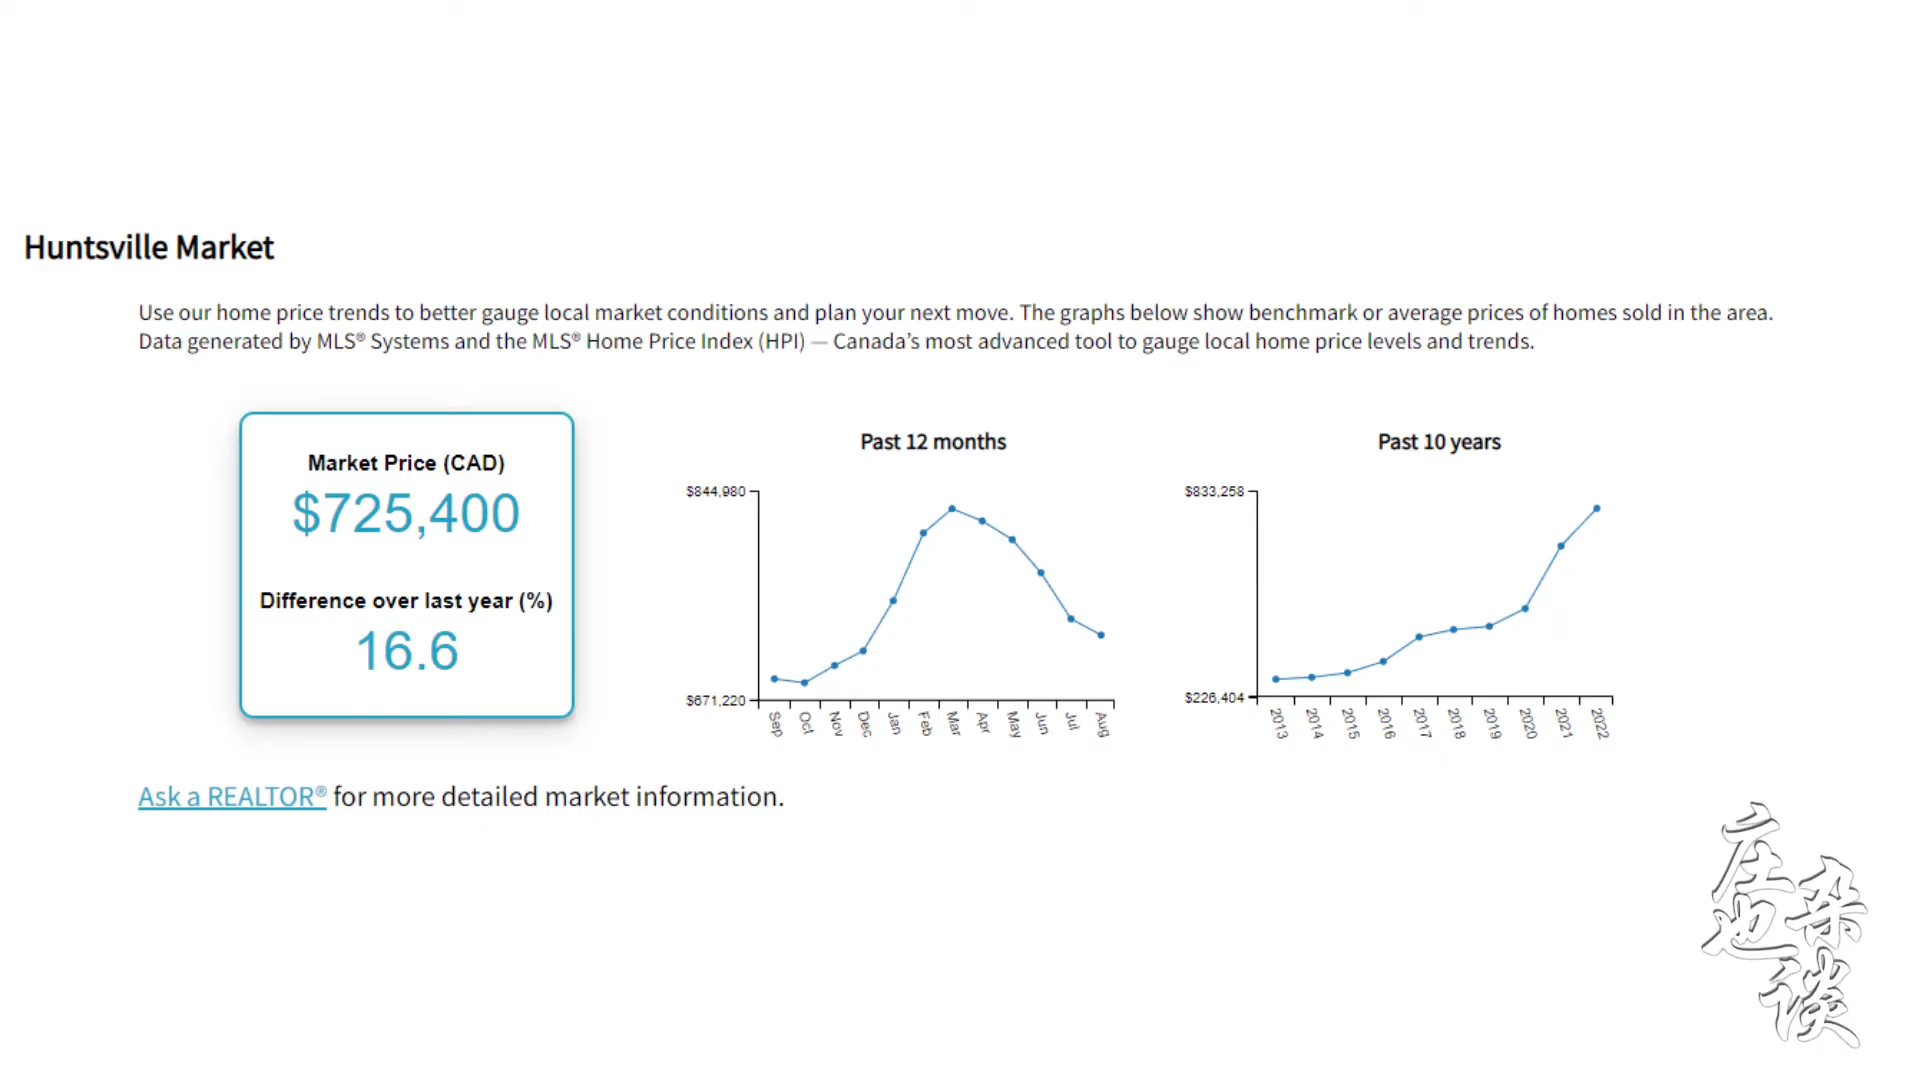 Huntsville Market
Use our home price trends to better gauge local market conditions and plan your next move. The graphs below show benchmark or average prices of homes sold in the area.
Data generated by MLS® Systems and the MLS® Home Price Index (HPI) — Canada's most advanced tool to gauge local home price levels and trends.
Market Price (CAD)
$725,400
Difference over last year (%)
16.6
Past 12 months
$844,980
$671,220
Sep Oct Nov Dec Jan Feb Mar Apr May Jun Jul Aug
Past 10 years
$833,258
$226,404
2013 2014 2015 2016 2017 2018 2019 2020 2021 2022
Ask a REALTOR® for more detailed market information.
庄也
杂谈